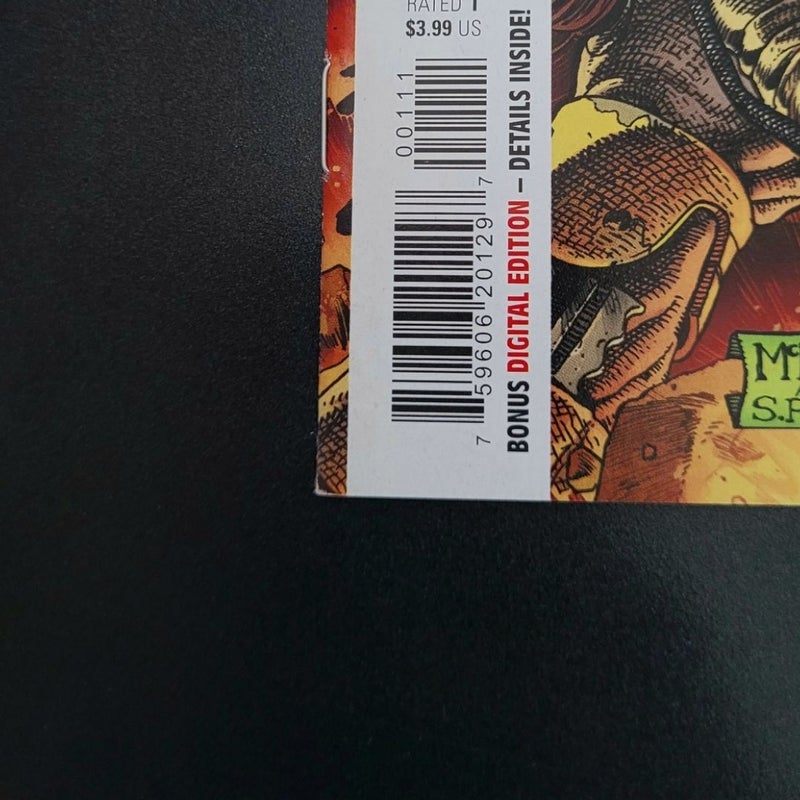 RATED T
$3.99 US
00111
7 59606 20129 7
BONUS DIGITAL EDITION – DETAILS INSIDE!